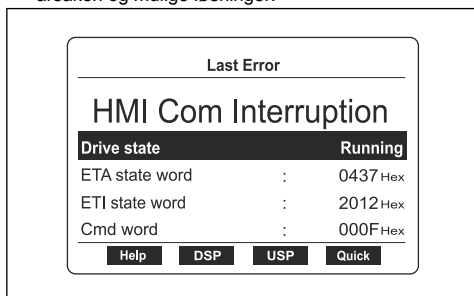 Last Error
HMI Com Interruption
Drive state Running
ETA state word : 0437 Hex
ETI state word : 2012 Hex
Cmd word : 000F Hex
Help DSP USP Quick